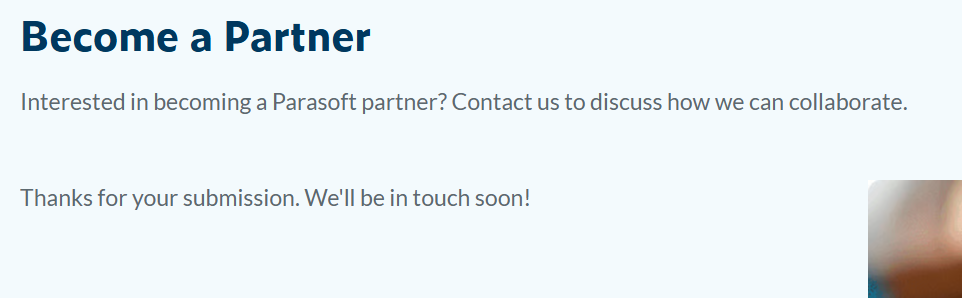 Become a Partner
Interested in becoming a Parasoft partner? Contact us to discuss how we can collaborate.
Thanks for your submission. We'll be in touch soon!